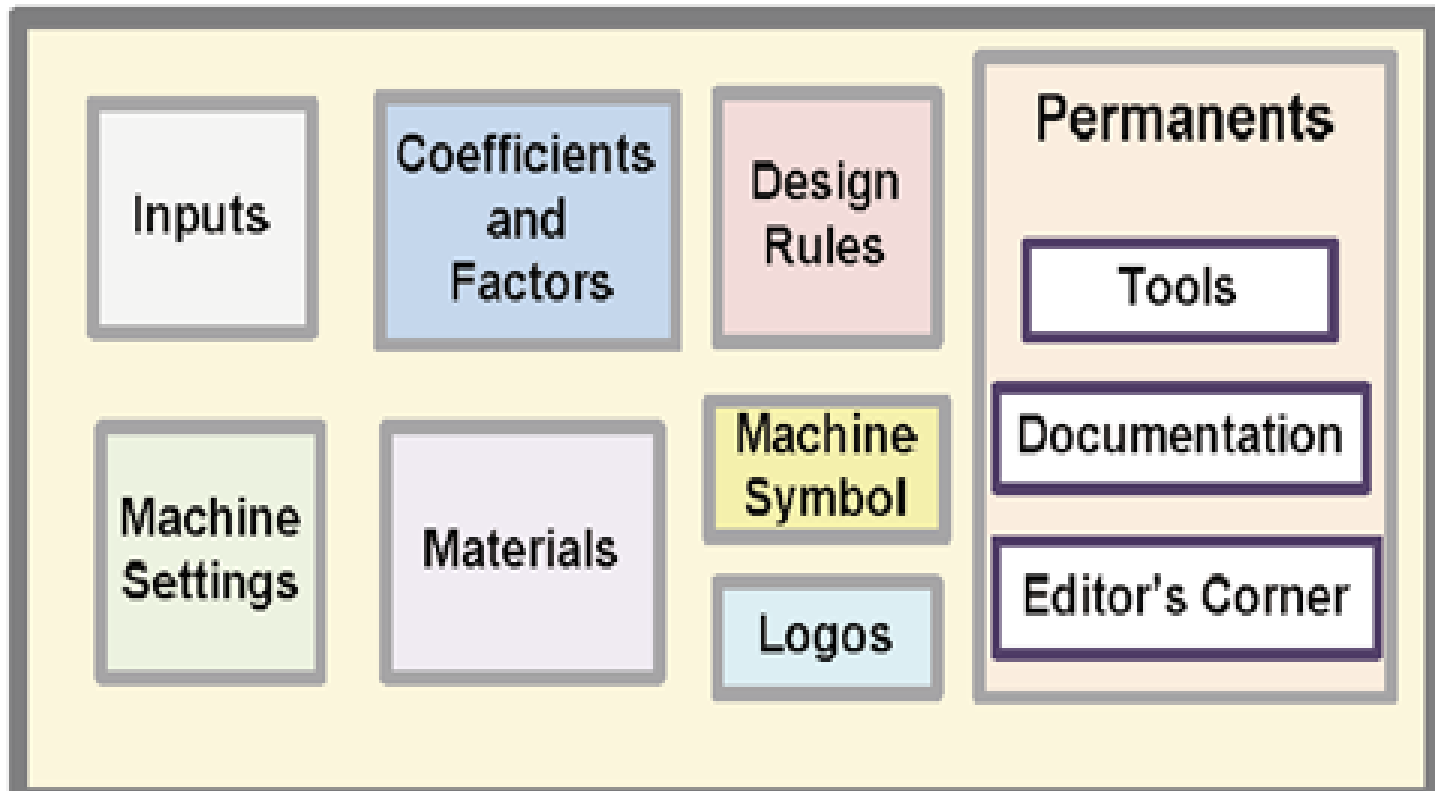 Inputs
Coefficients
and
Factors
Design
Rules
Permanents
Tools
Documentation
Editor's Corner
Machine
Settings
Materials
Machine
Symbol
Logos